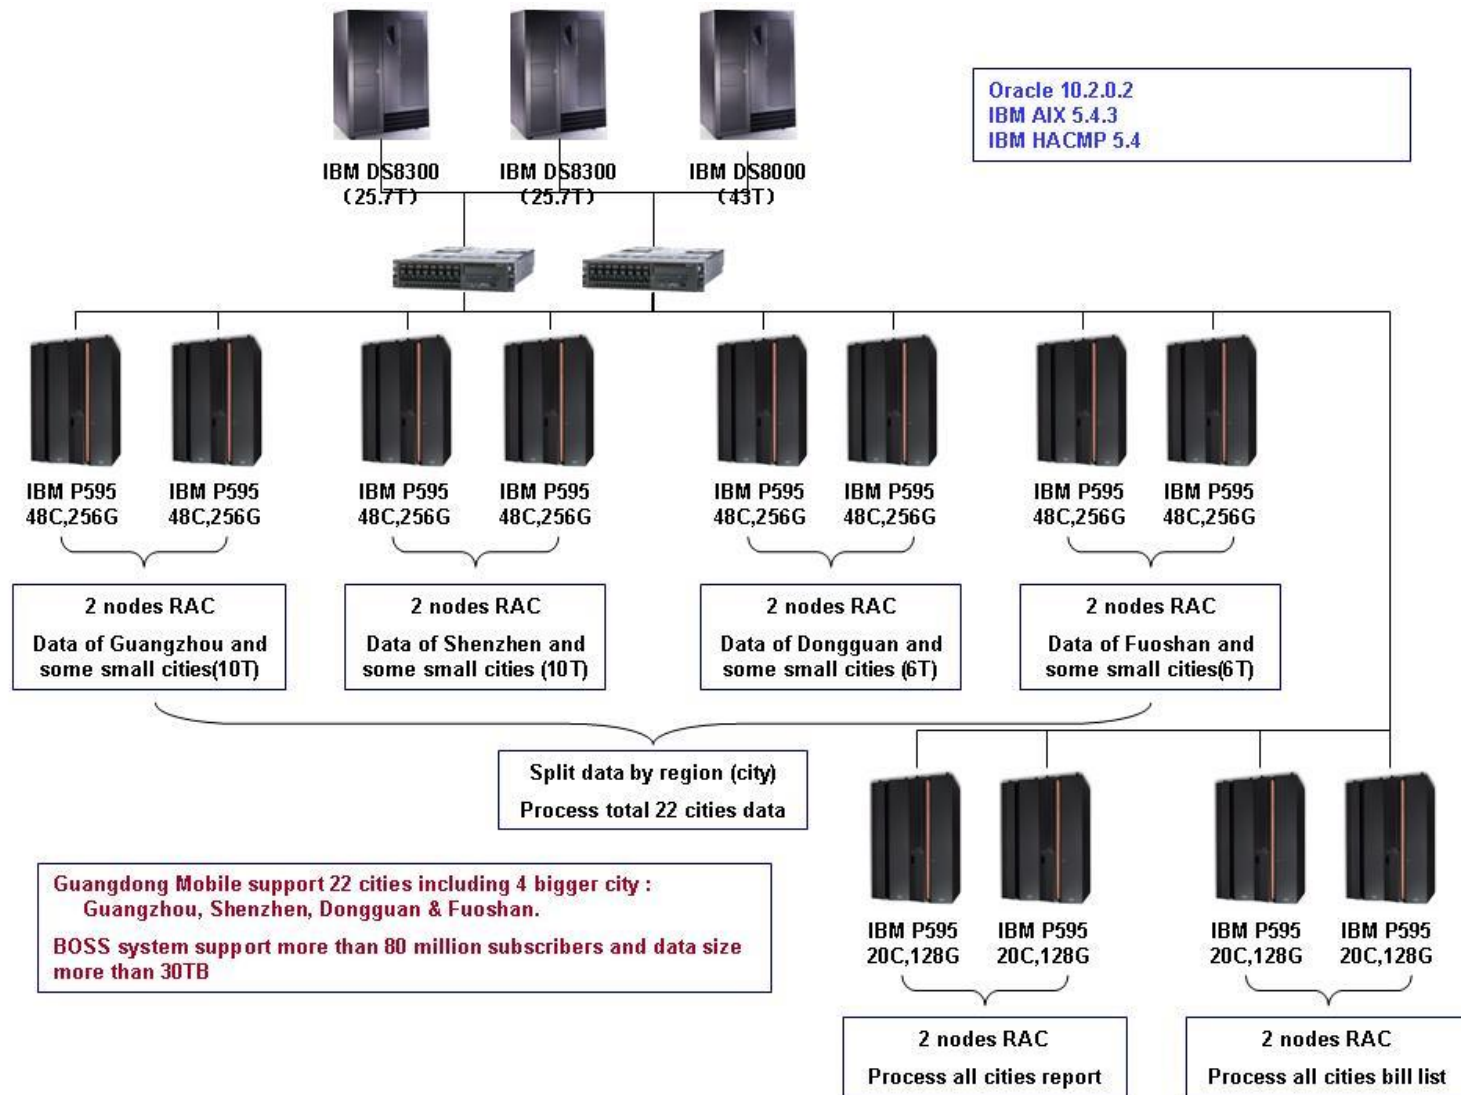 Oracle 10.2.0.2
IBM AIX 5.4.3
IBM HACMP 5.4
IBM DS8300
(25.7T)
IBM DS8300
(25.7T)
IBM DS8000
(43T)
IBM P595
48C,256G
IBM P595
48C,256G
IBM P595
48C,256G
IBM P595
48C,256G
IBM P595
48C,256G
IBM P595
48C,256G
IBM P595
48C,256G
IBM P595
48C,256G
2 nodes RAC
Data of Guangzhou and
some small cities(10T)
2 nodes RAC
Data of Shenzhen and
some small cities (10T)
2 nodes RAC
Data of Dongguan and
some small cities (6T)
2 nodes RAC
Data of Fuoshan and
some small cities(6T)
Split data by region (city)
Process total 22 cities data
Guangdong Mobile support 22 cities including 4 bigger city :
Guangzhou, Shenzhen, Dongguan & Fuoshan.
BOSS system support more than 80 million subscribers and data size
more than 30TB
IBM P595
20C,128G
IBM P595
20C,128G
IBM P595
20C,128G
IBM P595
20C,128G
2 nodes RAC
Process all cities report
2 nodes RAC
Process all cities bill list